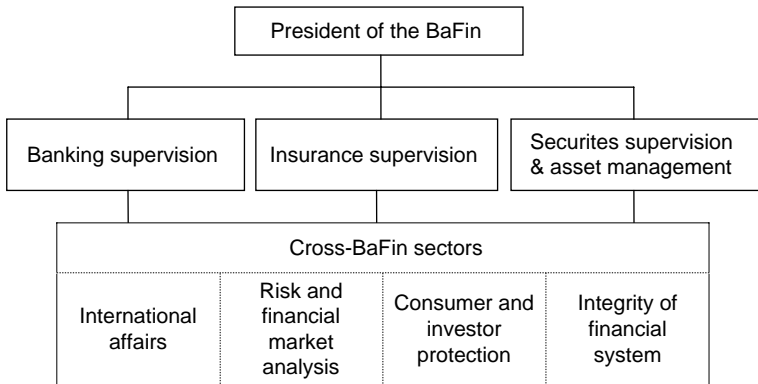 President of the BaFin
Banking supervision
Insurance supervision
Securites supervision
& asset management
Cross-BaFin sectors
International
affairs
Risk and
financial
market
analysis
Consumer and
investor
protection
Integrity of
financial
system